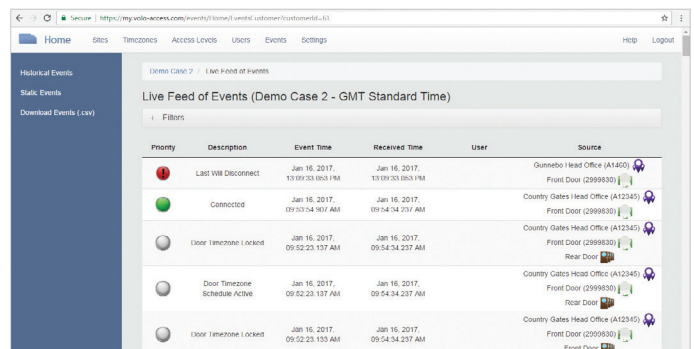 Secure | https://my.volo-access.com/events/Home/EventsCustomer?customerId=61
Home Sites Timezones Access Levels Users Events Settings Help Logout
Historical Events
Static Events
Download Events (.csv)
Demo Case 2 / Live Feed of Events
Live Feed of Events (Demo Case 2 - GMT Standard Time)
+ Filters
Priority Description Event Time Received Time User Source
Last Will Disconnect
Jan 16, 2017,
13:09:33.053 PM
Jan 16, 2017,
13:09:33.053 PM
Gunnebo Head Office (A1460)
Front Door (2999830)
Connected
Jan 16, 2017,
09:53:54.907 AM
Jan 16, 2017,
09:54:34.237 AM
Country Gates Head Office (A12345)
Front Door (2999830)
Door Timezone Locked
Jan 16, 2017,
09:52:23.137 AM
Jan 16, 2017,
09:54:34.237 AM
Country Gates Head Office (A12345)
Front Door (2999830)
Rear Door
Door Timezone
Schedule Active
Jan 16, 2017,
09:52:23.137 AM
Jan 16, 2017,
09:54:34.237 AM
Country Gates Head Office (A12345)
Front Door (2999830)
Rear Door
Door Timezone Locked
Jan 16, 2017,
09:52:23.133 AM
Jan 16, 2017,
09:54:34.237 AM
Country Gates Head Office (A12345)
Front Door (2999830)
Front Door